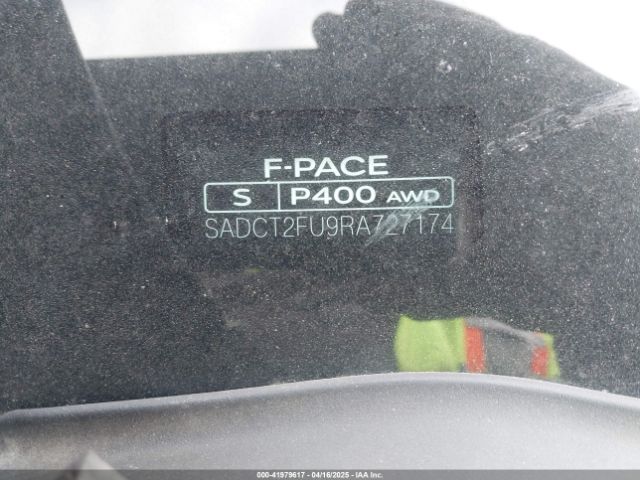 F-PACE
S P400 AWD
SADCT2FU9RA727174
000-41979617 - 04/16/2025 - IAA Inc.